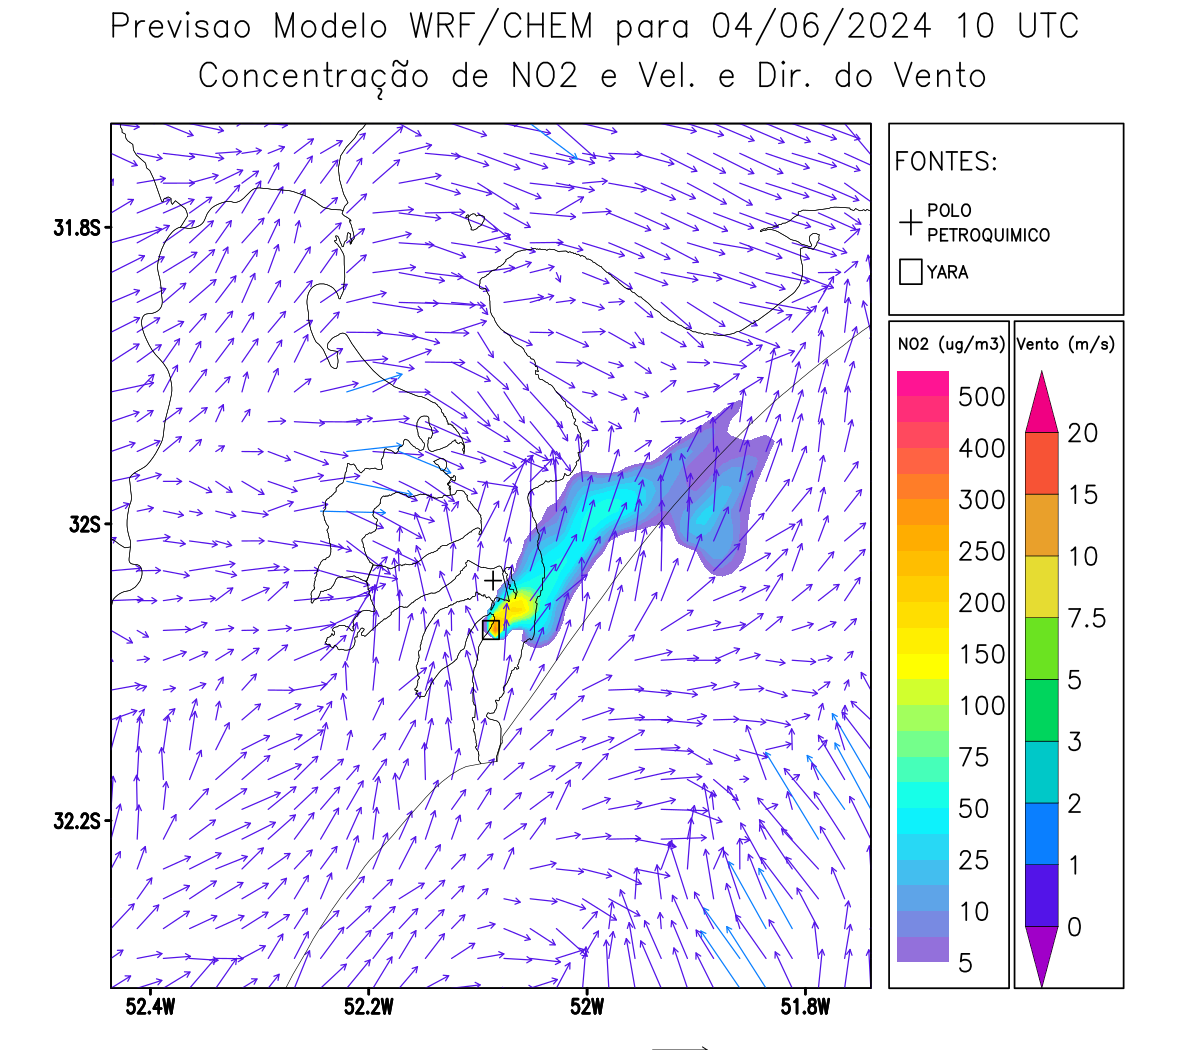 Previsao Modelo WRF/CHEM para 04/06/2024 10 UTC
Concentração de NO2 e Vel. e Dir. do Vento
FONTES:
POLO
PETROQUIMICO
YARA
31.8S
32S
32.2S
52.4W
52.2W
52W
51.8W
NO2 (ug/m3)
500
400
300
250
200
150
100
75
50
25
10
5
Vento (m/s)
20
15
10
7.5
5
3
2
1
0